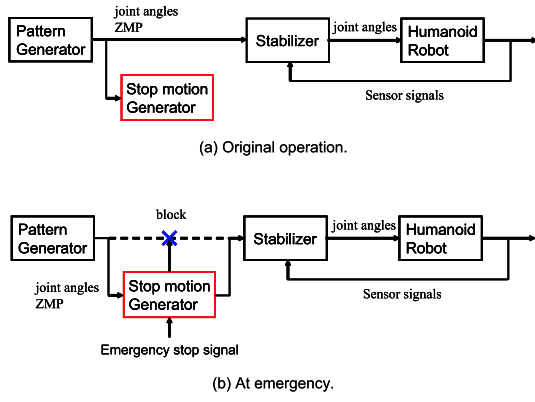 joint angles
ZMP
Pattern
Generator
Stabilizer
joint angles
Humanoid
Robot
Stop motion
Generator
Sensor signals
(a) Original operation.
block
Pattern
Generator
Stabilizer
joint angles
Humanoid
Robot
joint angles
ZMP
Stop motion
Generator
Sensor signals
Emergency stop signal
(b) At emergency.